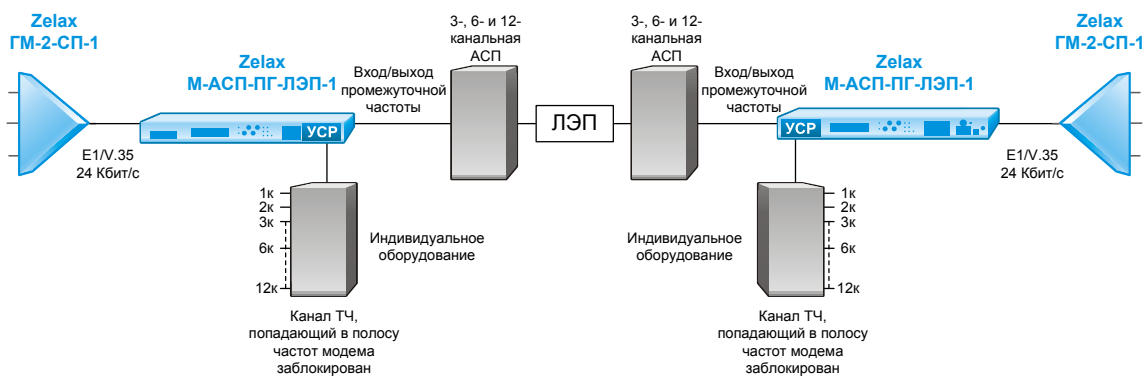 Zelax
ГМ-2-СП-1
Zelax
М-АСП-ПГ-ЛЭП-1
УСР
E1/V.35
24 Кбит/с
Вход/выход
промежуточной
частоты
3-, 6- и 12-
канальная
АСП
ЛЭП
3-, 6- и 12-
канальная
АСП
Вход/выход
промежуточной
частоты
Zelax
М-АСП-ПГ-ЛЭП-1
УСР
Zelax
ГМ-2-СП-1
E1/V.35
24 Кбит/с
1к
2к
3к
6к
12к
Индивидуальное
оборудование
Канал ТЧ,
попадающий в полосу
частот модема
заблокирован
Индивидуальное
оборудование
1к
2к
3к
6к
12к
Канал ТЧ,
попадающий в полосу
частот модема
заблокирован